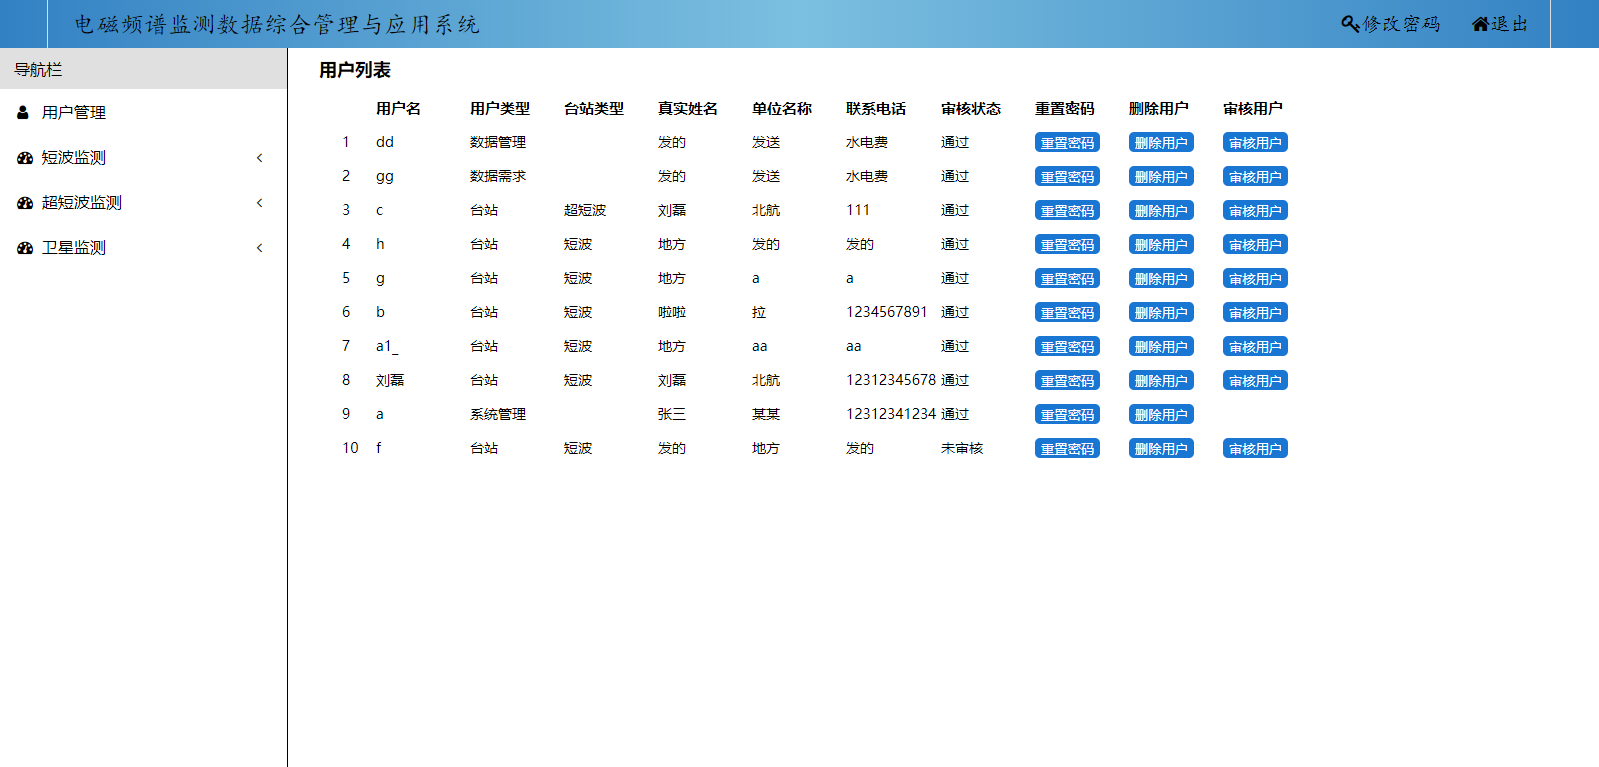 电磁频谱监测数据综合管理与应用系统 修改密码 退出
导航栏
用户管理
短波监测
超短波监测
卫星监测
用户列表
用户名 用户类型 台站类型 真实姓名 单位名称 联系电话 审核状态 重置密码 删除用户 审核用户
1 dd 数据管理 发的 发送 水电费 通过 重置密码 删除用户 审核用户
2 gg 数据需求 发的 发送 水电费 通过 重置密码 删除用户 审核用户
3 c 台站 超短波 刘磊 北航 111 通过 重置密码 删除用户 审核用户
4 h 台站 短波 地方 发的 发的 通过 重置密码 删除用户 审核用户
5 g 台站 短波 地方 a a 通过 重置密码 删除用户 审核用户
6 b 台站 短波 啦啦 拉 1234567891 通过 重置密码 删除用户 审核用户
7 a1_ 台站 短波 地方 aa aa 通过 重置密码 删除用户 审核用户
8 刘磊 台站 短波 刘磊 北航 12312345678 通过 重置密码 删除用户 审核用户
9 a 系统管理 张三 某某 12312341234 通过 重置密码 删除用户
10 f 台站 短波 发的 地方 发的 未审核 重置密码 删除用户 审核用户